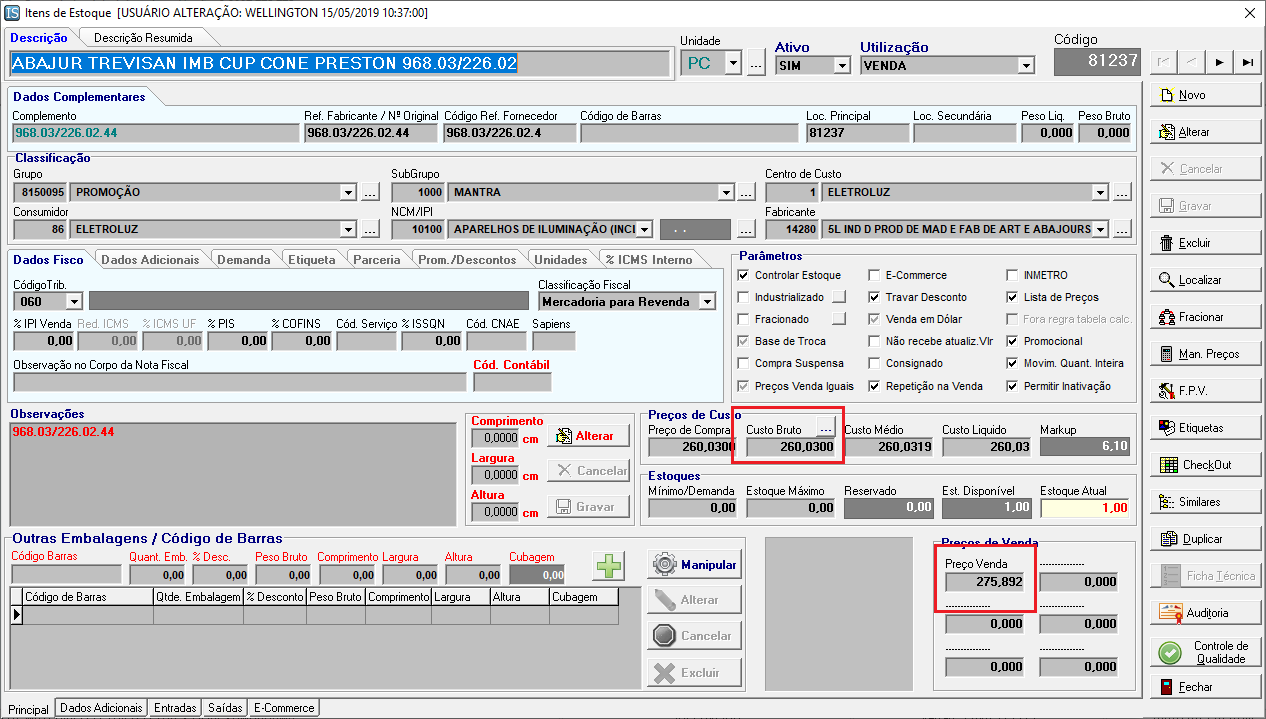 IS Itens de Estoque [USUÁRIO ALTERAÇÃO: WELLINGTON 15/05/2019 10:37:00]
Descrição Descrição Resumida
ABAJUR TREVISAN IMB CUP CONE PRESTON 968.03/226.02
Unidade
PC ...
Ativo
SIM
Utilização
VENDA
Código
81237
Dados Complementares
Complemento Ref. Fabricante / Nº Original Código Ref. Fornecedor Código de Barras Loc. Principal Loc. Secundária Peso Liq. Peso Bruto
968.03/226.02.44 968.03/226.02.44 968.03/226.02.4 81237 0,000 0,000
Classificação
Grupo SubGrupo Centro de Custo
8150095 PROMOÇÃO ... 1000 MANTRA ... 1 ELETROLUZ ...
Consumidor NCM/IPI Fabricante
86 ELETROLUZ ... 10100 APARELHOS DE ILUMINAÇÃO (INCI . . ... 14280 5L IND D PROD DE MAD E FAB DE ART E ABAJOURS ...
Dados Fisco Dados Adicionais Demanda Etiqueta Parceria Prom./Descontos Unidades % ICMS Interno
CódigoTrib. Classificação Fiscal
060 Mercadoria para Revenda
% IPI Venda Red. ICMS % ICMS UF % PIS % COFINS Cód. Serviço % ISSQN Cód. CNAE Sapiens
0,00 0,00 0,00 0,00 0,00 0,00
Observação no Corpo da Nota Fiscal Cód. Contábil
Parâmetros
Controlar Estoque E-Commerce INMETRO
Industrializado Travar Desconto Lista de Preços
Fracionado Venda em Dólar Fora regra tabela calc.
Base de Troca Não recebe atualiz.Vlr Promocional
Compra Suspensa Consignado Movim. Quant. Inteira
Preços Venda Iguais Repetição na Venda Permitir Inativação
Observações
968.03/226.02.44
Comprimento
0,0000 cm Alterar
Largura
0,0000 cm Cancelar
Altura
0,0000 cm Gravar
Preços de Custo
Preço de Compra Custo Bruto ... Custo Médio Custo Liquido Markup
260,0300 260,0300 260,0319 260,03 6,10
Estoques
Mínimo/Demanda Estoque Máximo Reservado Est. Disponível Estoque Atual
0,00 0,00 0,00 1,00 1,00
Outras Embalagens / Código de Barras
Código Barras Quant. Emb. % Desc. Peso Bruto Comprimento Largura Altura Cubagem
0,00 0,00 0,00 0,00 0,00 0,00 0,00
Código de Barras Qtde. Embalagem % Desconto Peso Bruto Comprimento Largura Altura Cubagem
Manipular
Alterar
Cancelar
Excluir
Preços de Venda
Preço Venda ---------------
275,892 0,000
--------------- ---------------
0,000 0,000
--------------- ---------------
0,000 0,000
Novo
Alterar
Cancelar
Gravar
Excluir
Localizar
Fracionar
Man. Preços
F.P.V.
Etiquetas
CheckOut
Similares
Duplicar
Ficha Técnica
Auditoria
Controle de
Qualidade
Fechar
Principal Dados Adicionais Entradas Saídas E-Commerce